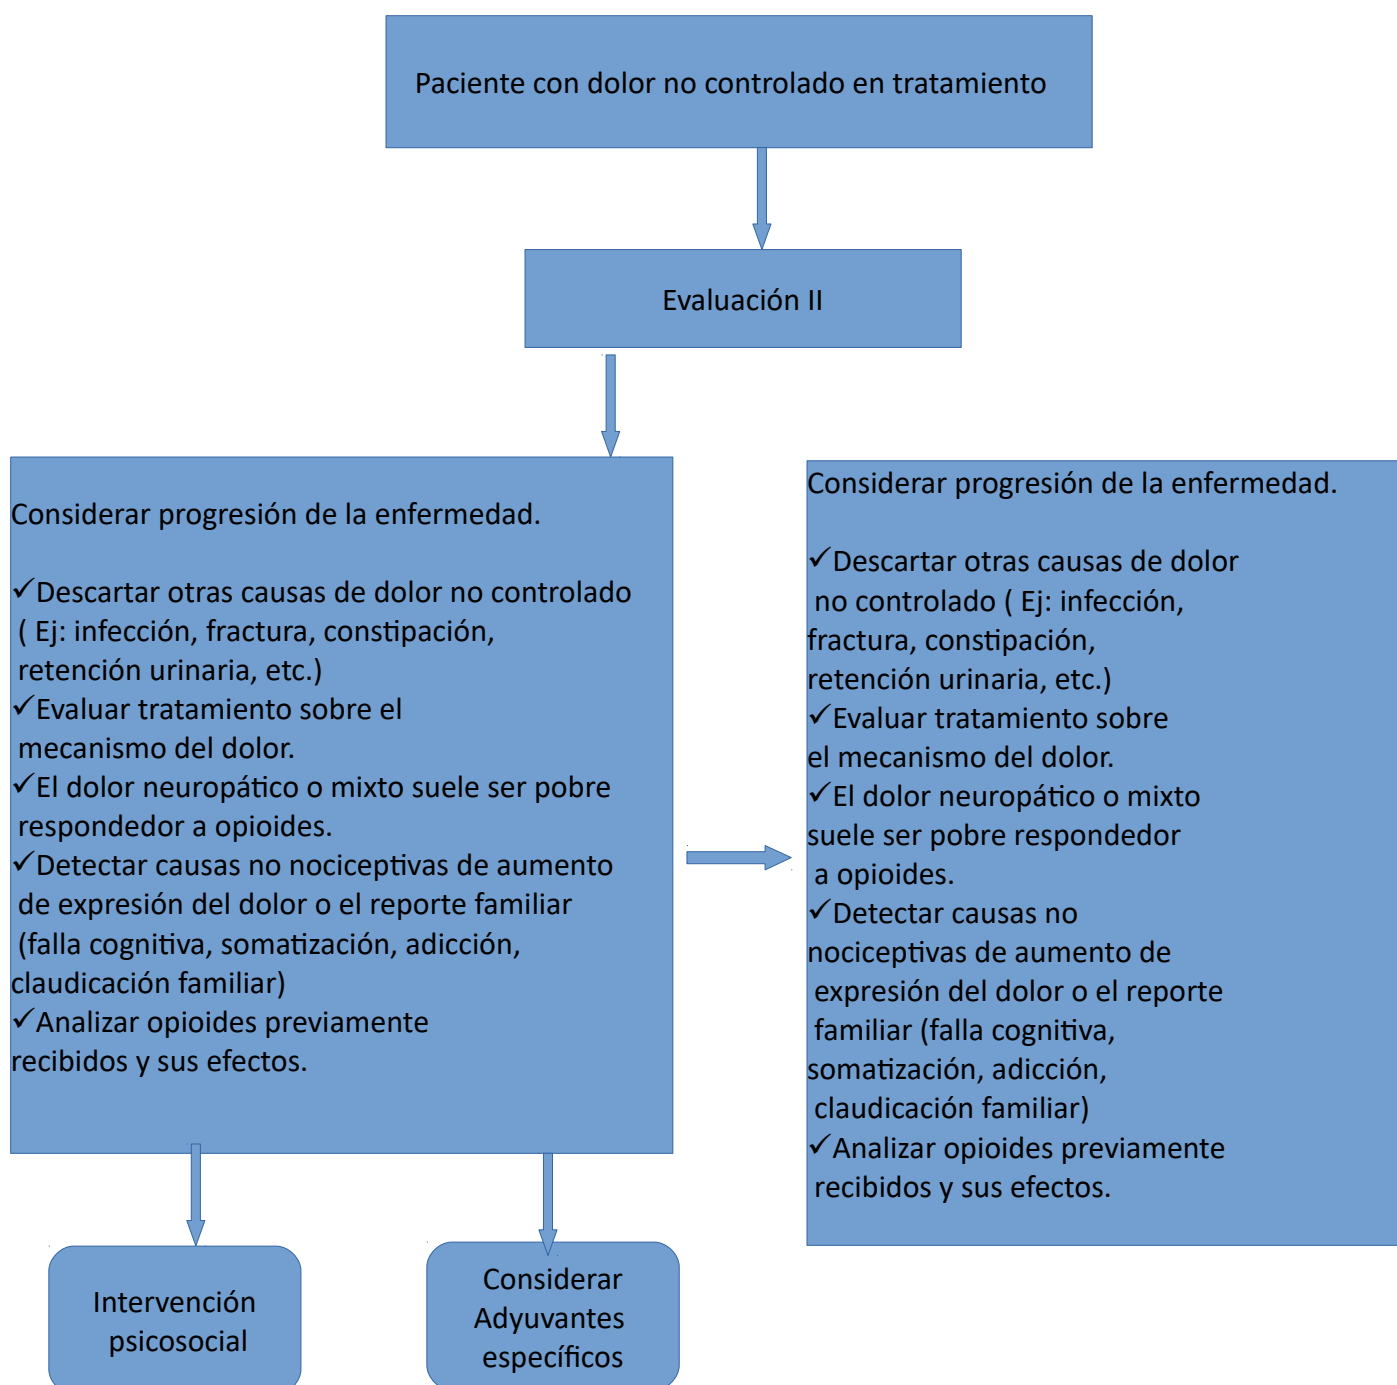 Paciente con dolor no controlado en tratamiento
Evaluación II
Considerar progresión de la enfermedad.
✓Descartar otras causas de dolor no controlado
( Ej: infección, fractura, constipación,
retención urinaria, etc.)
✓Evaluar tratamiento sobre el
mecanismo del dolor.
✓El dolor neuropático o mixto suele ser pobre
respondedor a opioides.
✓Detectar causas no nociceptivas de aumento
de expresión del dolor o el reporte familiar
(falla cognitiva, somatización, adicción,
claudicación familiar)
✓Analizar opioides previamente
recibidos y sus efectos.
Considerar progresión de la enfermedad.
✓Descartar otras causas de dolor
no controlado ( Ej: infección,
fractura, constipación,
retención urinaria, etc.)
✓Evaluar tratamiento sobre
el mecanismo del dolor.
✓El dolor neuropático o mixto
suele ser pobre respondedor
a opioides.
✓Detectar causas no
nociceptivas de aumento de
expresión del dolor o el reporte
familiar (falla cognitiva,
somatización, adicción,
claudicación familiar)
✓Analizar opioides previamente
recibidos y sus efectos.
Intervención
psicosocial
Considerar
Adyuvantes
específicos